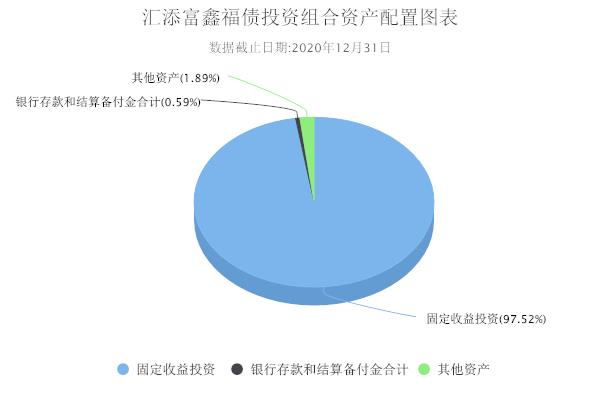 汇添富鑫福债投资组合资产配置图表
数据截止日期:2020年12月31日
其他资产(1.89%)
银行存款和结算备付金合计(0.59%)
固定收益投资(97.52%)
固定收益投资 银行存款和结算备付金合计 其他资产